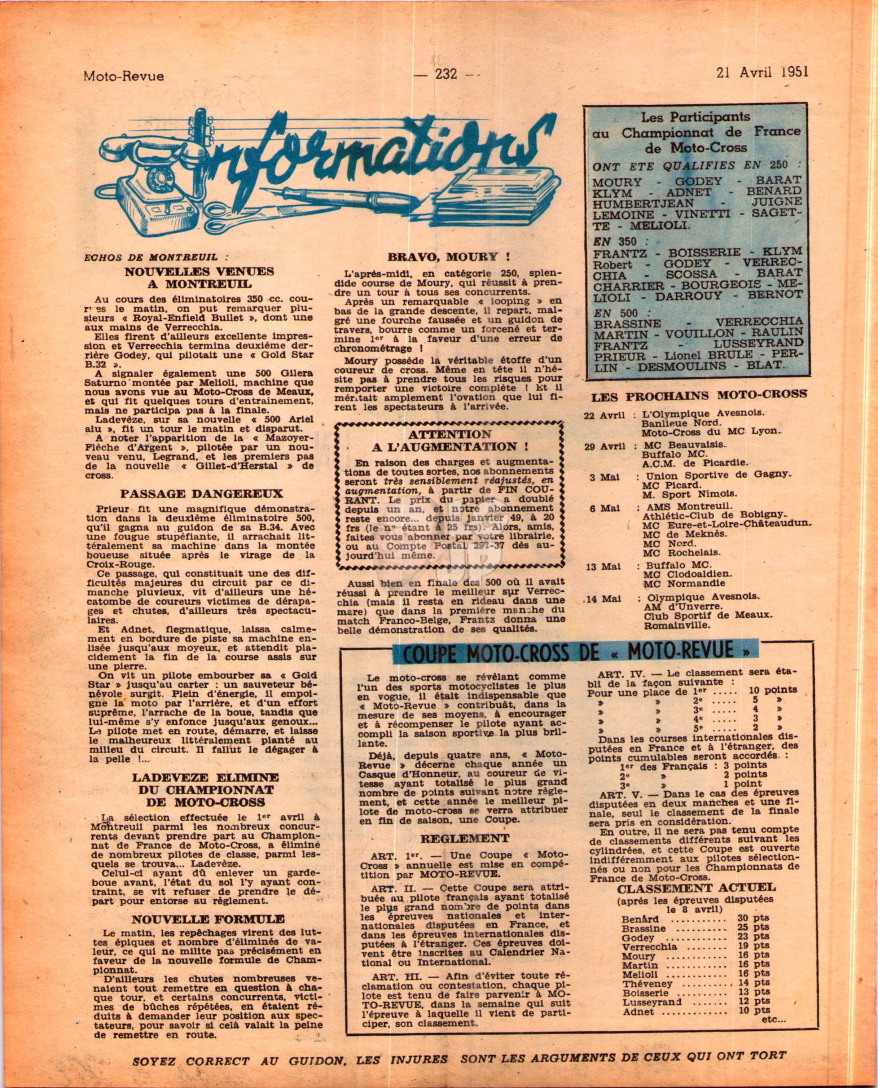 Moto-Revue
— 232 —
21 Avril 1951
Informations
ECHOS DE MONTREUIL :
NOUVELLES VENUES
A MONTREUIL
Au cours des éliminatoires 350 cc. cou-
rues le matin, on put remarquer plu-
sieurs « Royal-Enfield Bullet », dont une
aux mains de Verrecchia.
Elles firent d'ailleurs excellente impres-
sion et Verrecchia termina deuxième der-
rière Godey, qui pilotait une « Gold Star
B.32 ».
A signaler également une 500 Gilera
Saturno montée par Melioli, machine que
nous avons vue au Moto-Cross de Meaux,
et qui fit quelques tours d'entraînement,
mais ne participa pas à la finale.
Ladevèze, sur sa nouvelle « 500 Ariel
alu », fit un tour le matin et disparut.
A noter l'apparition de la « Mazoyer-
Flèche d'Argent », pilotée par un nou-
veau venu, Legrand, et les premiers pas
de la nouvelle « Gillet-d'Herstal » de
cross.
PASSAGE DANGEREUX
Prieur fit une magnifique démonstra-
tion dans la deuxième éliminatoire 500,
qu'il gagna au guidon de sa B.34. Avec
une fougue stupéfiante, il arrachait lit-
téralement sa machine dans la montée
boueuse située après le virage de la
Croix-Rouge.
Ce passage, qui constituait une des dif-
ficultés majeures du circuit par ce di-
manche pluvieux, vit d'ailleurs une hé-
catombe de coureurs victimes de dérapa-
ges et chutes, d'ailleurs très spectacu-
laires.
Et Adnet, flegmatique, laissa calme-
ment en bordure de piste sa machine en-
lisée jusqu'aux moyeux, et attendit pla-
cidement la fin de la course assis sur
une pierre.
On vit un pilote embourber sa « Gold
Star » jusqu'au carter : un sauveteur bé-
névole surgit. Plein d'énergie, il empoi-
gne la moto par l'arrière, et d'un effort
suprême, l'arrache de la boue, tandis que
lui-même s'y enfonce jusqu'aux genoux...
Le pilote met en route, démarre, et laisse
le malheureux littéralement planté au
milieu du circuit. Il fallut le dégager à
la pelle !...
LADEVEZE ELIMINE
DU CHAMPIONNAT
DE MOTO-CROSS
La sélection effectuée le 1er avril à
Montreuil parmi les nombreux concur-
rents devant prendre part au Champion-
nat de France de Moto-Cross, a éliminé
de nombreux pilotes de classe, parmi les-
quels se trouva... Ladevèze.
Celui-ci ayant dû enlever un garde-
boue avant, l'état du sol l'y ayant con-
traint, se vit refuser de prendre le dé-
part pour entorse au règlement.
NOUVELLE FORMULE
Le matin, les repêchages virent des lut-
tes épiques et nombre d'éliminés de va-
leur, ce qui ne milite pas précisément en
faveur de la nouvelle formule de Cham-
pionnat.
D'ailleurs les chutes nombreuses ve-
naient tout remettre en question à cha-
que tour, et certains concurrents, victi-
mes de bûches répétées, en étaient ré-
duits à demander leur position aux spec-
tateurs, pour savoir si celà valait la peine
de remettre en route.
BRAVO, MOURY !
L'après-midi, en catégorie 250, splen-
dide course de Moury, qui réussit à pren-
dre un tour à tous ses concurrents.
Après un remarquable « looping » en
bas de la grande descente, il repart, mal-
gré une fourche faussée et un guidon de
travers, bourre comme un forcené et ter-
mine 1er à la faveur d'une erreur de
chronométrage !
Moury possède la véritable étoffe d'un
coureur de cross. Même en tête il n'hé-
site pas à prendre tous les risques pour
remporter une victoire complète ! Et il
méritait amplement l'ovation que lui fi-
rent les spectateurs à l'arrivée.
ATTENTION
A L'AUGMENTATION !
En raison des charges et augmenta-
tions de toutes sortes, nos abonnements
seront très sensiblement réajustés, en
augmentation, à partir de FIN COU-
RANT. Le prix du papier a doublé
depuis un an, et notre abonnement
reste encore... depuis janvier 49, à 20
frs (le n° étant à 25 frs). Alors, amis,
faites vous abonner par votre librairie,
ou au Compte Postal 297-37 dès au-
jourd'hui même.
Aussi bien en finale des 500 où il avait
réussi à prendre le meilleur sur Verrec-
chia (mais il resta en rideau dans une
mare) que dans la première manche du
match Franco-Belge, Frantz donna une
belle démonstration de ses qualités.
Les Participants
au Championnat de France
de Moto-Cross
ONT ETE QUALIFIES EN 250 :
MOURY - GODEY - BARAT
KLYM - ADNET - BENARD
HUMBERTJEAN - JUIGNE
LEMOINE - VINETTI - SAGET-
TE - MELIOLI.
EN 350 :
FRANTZ - BOISSERIE - KLYM
Robert - GODEY - VERREC-
CHIA - SCOSSA - BARAT
CHARRIER - BOURGEOIS - ME-
LIOLI - DARROUY - BERNOT
EN 500 :
BRASSINE - VERRECCHIA
MARTIN - VOUILLON - RAULIN
FRANTZ - LUSSEYRAND
PRIEUR - Lionel BRULE - PER-
LIN - DESMOULINS - BLAT.
LES PROCHAINS MOTO-CROSS
22 Avril : L'Olympique Avesnois.
Banlieue Nord.
Moto-Cross du MC Lyon.
29 Avril : MC Beauvaisis.
Buffalo MC.
A.C.M. de Picardie.
3 Mai : Union Sportive de Gagny.
MC Picard.
M. Sport Nimois.
6 Mai : AMS Montreuil.
Athlétic-Club de Bobigny.
MC Eure-et-Loire-Châteaudun.
MC de Meknés.
MC Nord.
MC Rochelais.
13 Mai : Buffalo MC.
MC Clodoaldien.
MC Normandie
14 Mai : Olympique Avesnois.
AM d'Unverre.
Club Sportif de Meaux.
Romainville.
COUPE MOTO-CROSS DE « MOTO-REVUE »
Le moto-cross se révélant comme
l'un des sports motocyclistes le plus
en vogue, il était indispensable que
« Moto-Revue » contribuât, dans la
mesure de ses moyens, à encourager
et à récompenser le pilote ayant ac-
compli la saison sportive la plus bril-
lante.
Déjà, depuis quatre ans, « Moto-
Revue » décerne chaque année un
Casque d'Honneur, au coureur de vi-
tesse ayant totalisé le plus grand
nombre de points suivant notre règle-
ment, et cette année le meilleur pi-
lote de moto-cross se verra attribuer
en fin de saison, une Coupe.
REGLEMENT
ART. 1er. — Une Coupe « Moto-
Cross » annuelle est mise en compé-
tition par MOTO-REVUE.
ART. II. — Cette Coupe sera attri-
buée au pilote français ayant totalisé
le plus grand nombre de points dans
les épreuves nationales et inter-
nationales disputées en France, et
dans les épreuves internationales dis-
putées à l'étranger. Ces épreuves doi-
vent être inscrites au Calendrier Na-
tional ou International.
ART. III. — Afin d'éviter toute ré-
clamation ou contestation, chaque pi-
lote est tenu de faire parvenir à MO-
TO-REVUE, dans la semaine qui suit
l'épreuve à laquelle il vient de parti-
ciper, son classement.
ART. IV. — Le classement sera éta-
bli de la façon suivante :
Pour une place de 1er ..... 10 points
» » 2e ..... 5 »
» » 3e ..... 4 »
» » 4e ..... 3 »
» » 5e ..... 2 »
Dans les courses internationales dis-
putées en France et à l'étranger, des
points cumulables seront accordés :
1er des Français : 3 points
2e » 2 points
3e » 1 point
ART. V. — Dans le cas des épreuves
disputées en deux manches et une fi-
nale, seul le classement de la finale
sera pris en considération.
En outre, il ne sera pas tenu compte
de classements différents suivant les
cylindrées, et cette Coupe est ouverte
indifféremment aux pilotes sélection-
nés ou non pour les Championnats de
France de Moto-Cross.
CLASSEMENT ACTUEL
(après les épreuves disputées
le 8 avril)
Benård ........... 30 pts
Brassine ......... 25 pts
Godey ............ 23 pts
Verrecchia ....... 19 pts
Moury ............ 16 pts
Martin ........... 16 pts
Melioli .......... 16 pts
Théveney ......... 14 pts
Boisserie ........ 13 pts
Lusseyrand ....... 12 pts
Adnet ............ 10 pts
etc...
SOYEZ CORRECT AU GUIDON, LES INJURES SONT LES ARGUMENTS DE CEUX QUI ONT TORT